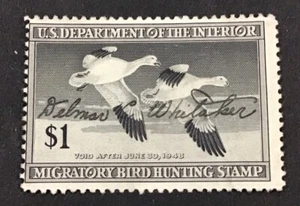 U.S. DEPARTMENT OF THE INTERIOR
Delmar Whitaker
$1
VOID AFTER JUNE 30, 1948
MIGRATORY BIRD HUNTING STAMP